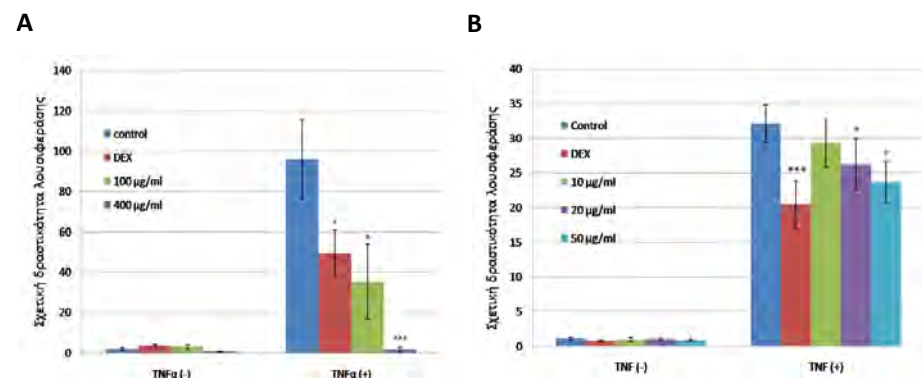 A
Σχετική δραστικότητα λουσιφεράσης
140
120
100
80
60
40
20
0
control
DEX
100 μg/ml
400 μg/ml
*
*
***
TNFα (-)
TNFα (+)
B
Σχετική δραστικότητα λουσιφεράσης
40
35
30
25
20
15
10
5
0
Control
DEX
10 μg/ml
20 μg/ml
50 μg/ml
***
*
*
TNF (-)
TNF (+)